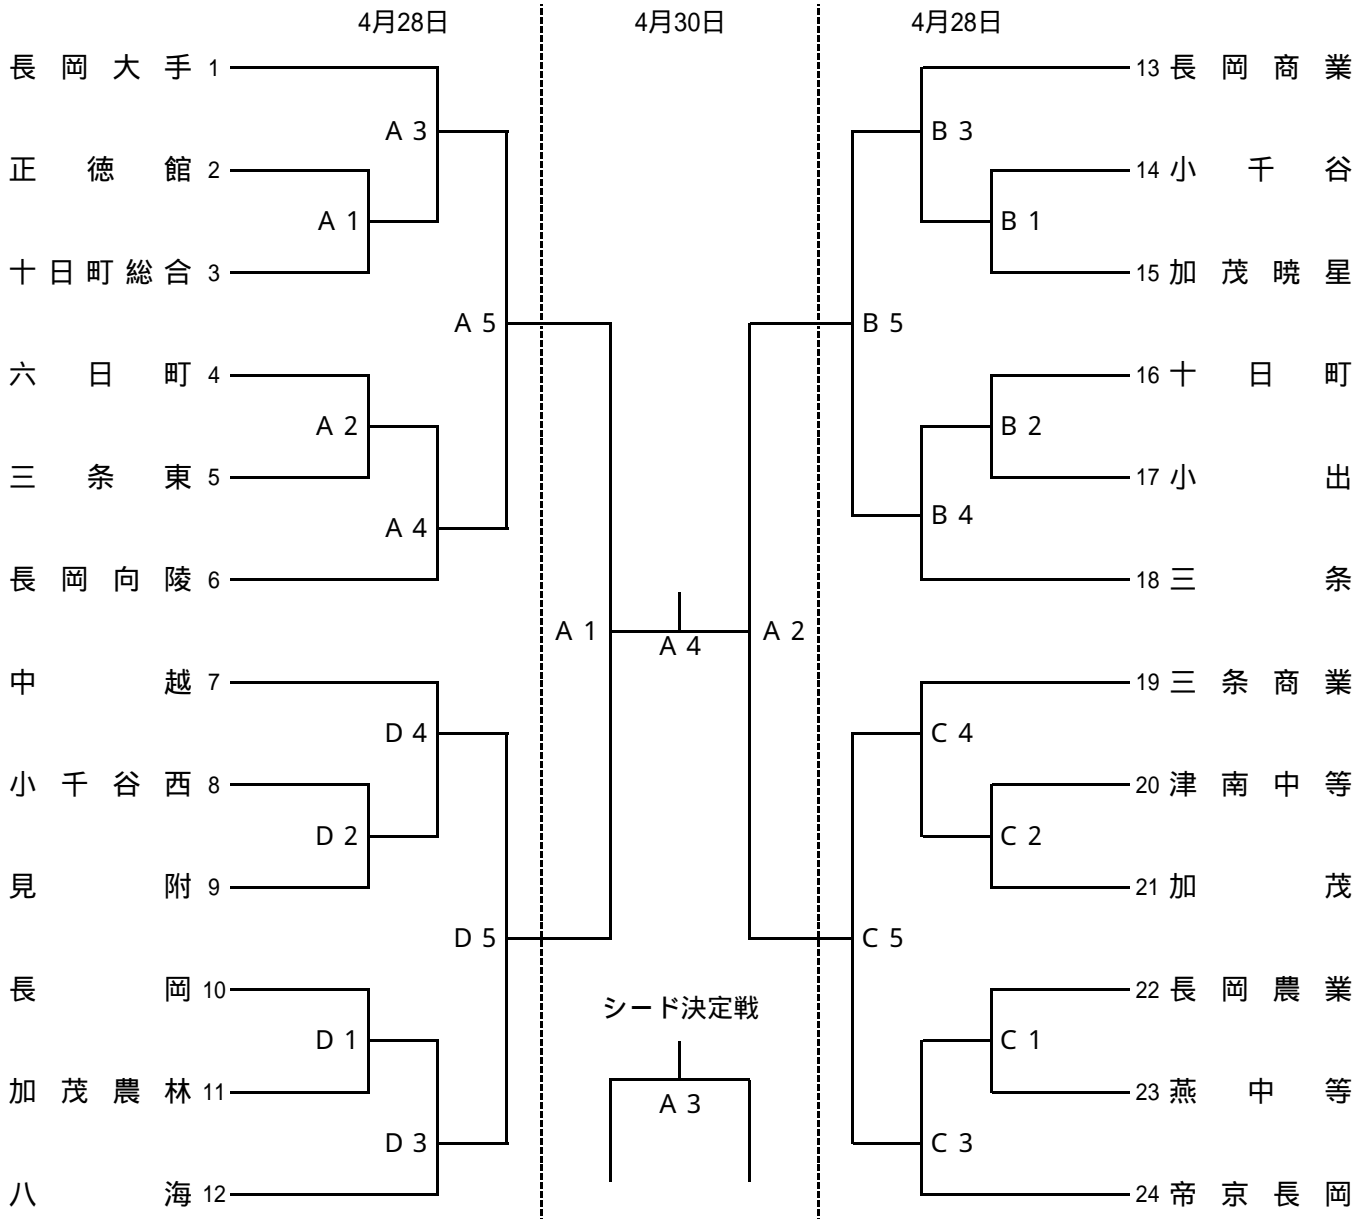 4月28日 4月30日 4月28日
長岡大手 1 13 長岡商業
A 3 B 3
正徳館 2 14 小千谷
A 1 B 1
十日町総合 3 15 加茂暁星
A 5 B 5
六日町 4 16 十日町
A 2 B 2
三条東 5 17 小出
A 4 B 4
長岡向陵 6 18 三条
A 1 A 4 A 2
中越 7 19 三条商業
D 4 C 4
小千谷西 8 20 津南中等
D 2 C 2
見附 9 21 加茂
D 5 C 5
長岡 10 22 長岡農業
シード決定戦
D 1 C 1
加茂農林 11 23 燕中等
A 3
D 3 C 3
八海 12 24 帝京長岡